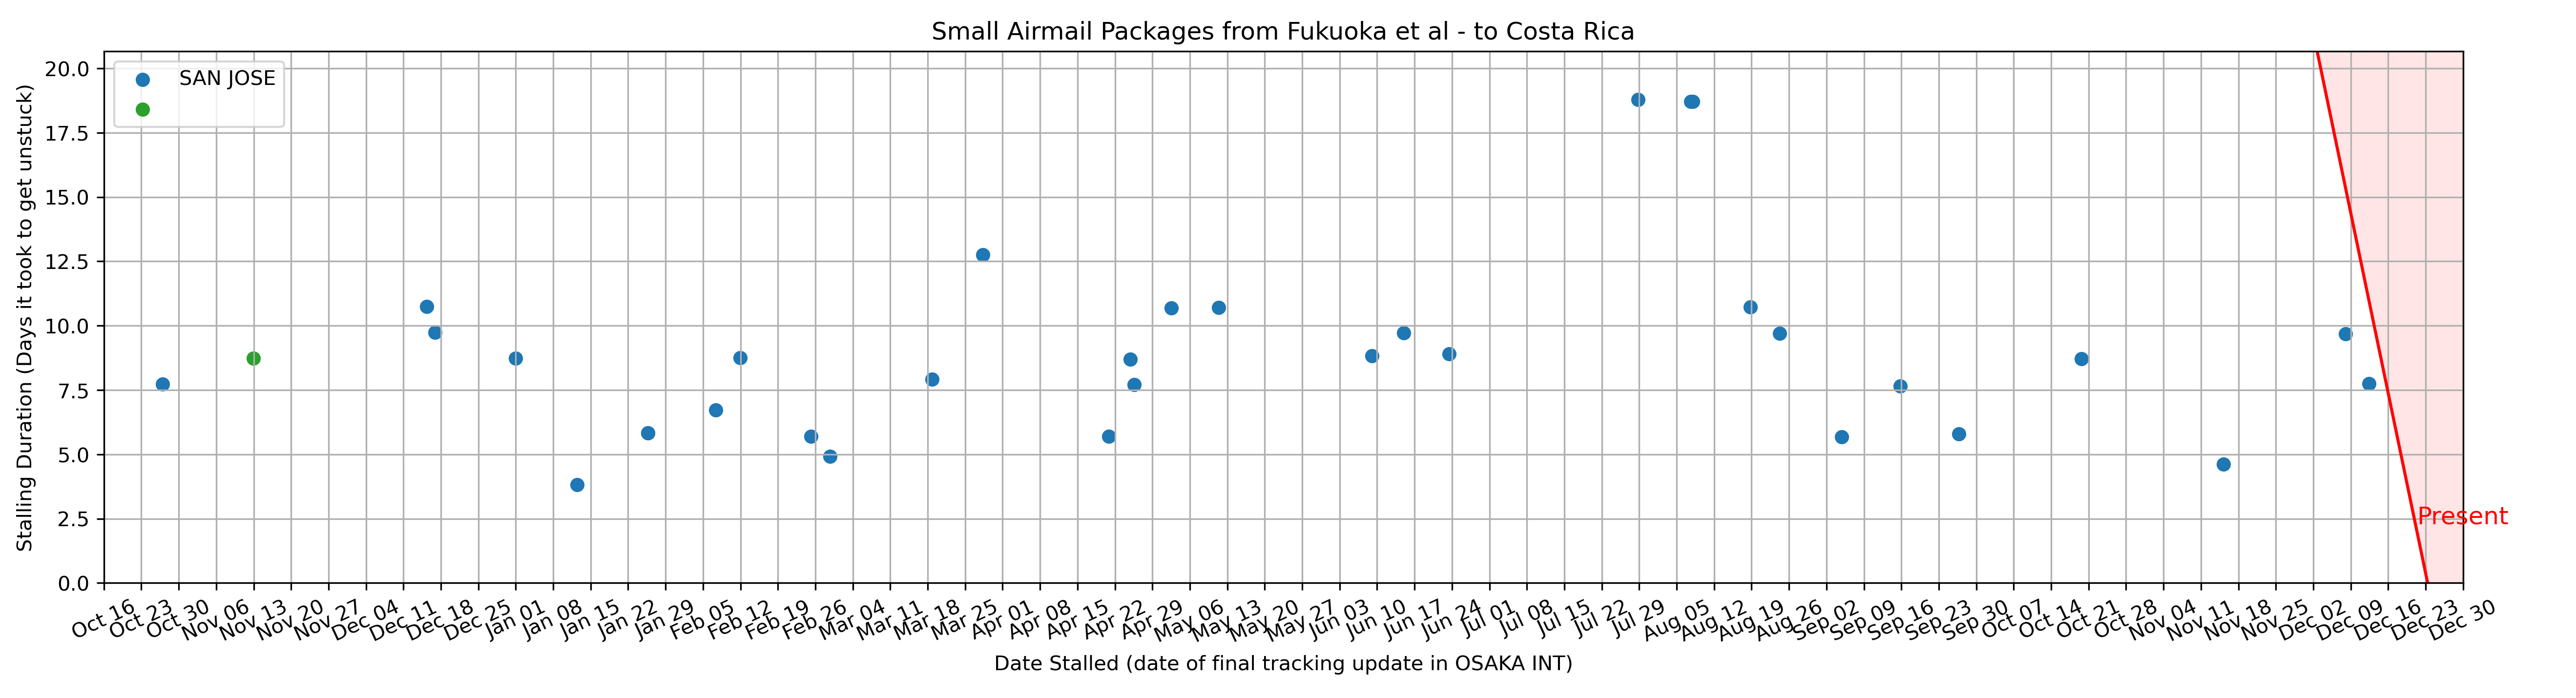 Small Airmail Packages from Fukuoka et al - to Costa Rica
SAN JOSE
Stalling Duration (Days it took to get unstuck)
20.0
17.5
15.0
12.5
10.0
7.5
5.0
2.5
0.0
Present
Oct 16
Oct 23
Oct 30
Nov 06
Nov 13
Nov 20
Nov 27
Dec 04
Dec 11
Dec 18
Dec 25
Jan 01
Jan 08
Jan 15
Jan 22
Jan 29
Feb 05
Feb 12
Feb 19
Feb 26
Mar 04
Mar 11
Mar 18
Mar 25
Apr 01
Apr 08
Apr 15
Apr 22
Apr 29
May 06
May 13
May 20
May 27
Jun 03
Jun 10
Jun 17
Jun 24
Jul 01
Jul 08
Jul 15
Jul 22
Jul 29
Aug 05
Aug 12
Aug 19
Aug 26
Sep 02
Sep 09
Sep 16
Sep 23
Sep 30
Oct 07
Oct 14
Oct 21
Oct 28
Nov 04
Nov 11
Nov 18
Nov 25
Dec 02
Dec 09
Dec 16
Dec 23
Dec 30
Date Stalled (date of final tracking update in OSAKA INT)